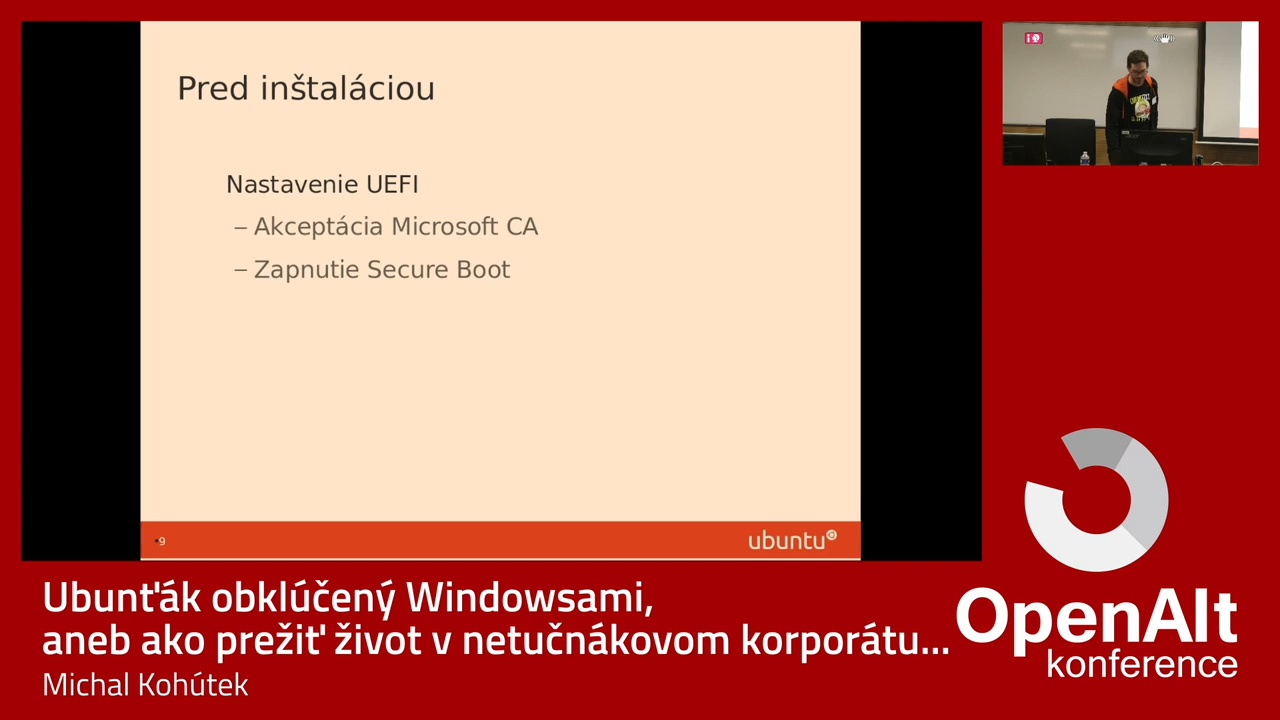 Pred inštaláciou
Nastavenie UEFI
– Akceptácia Microsoft CA
– Zapnutie Secure Boot
•9
ubuntu
Ubunťák obklúčený Windowsami,
aneb ako prežiť život v netučnákovom korporátu...
Michal Kohútek
OpenAlt
konference